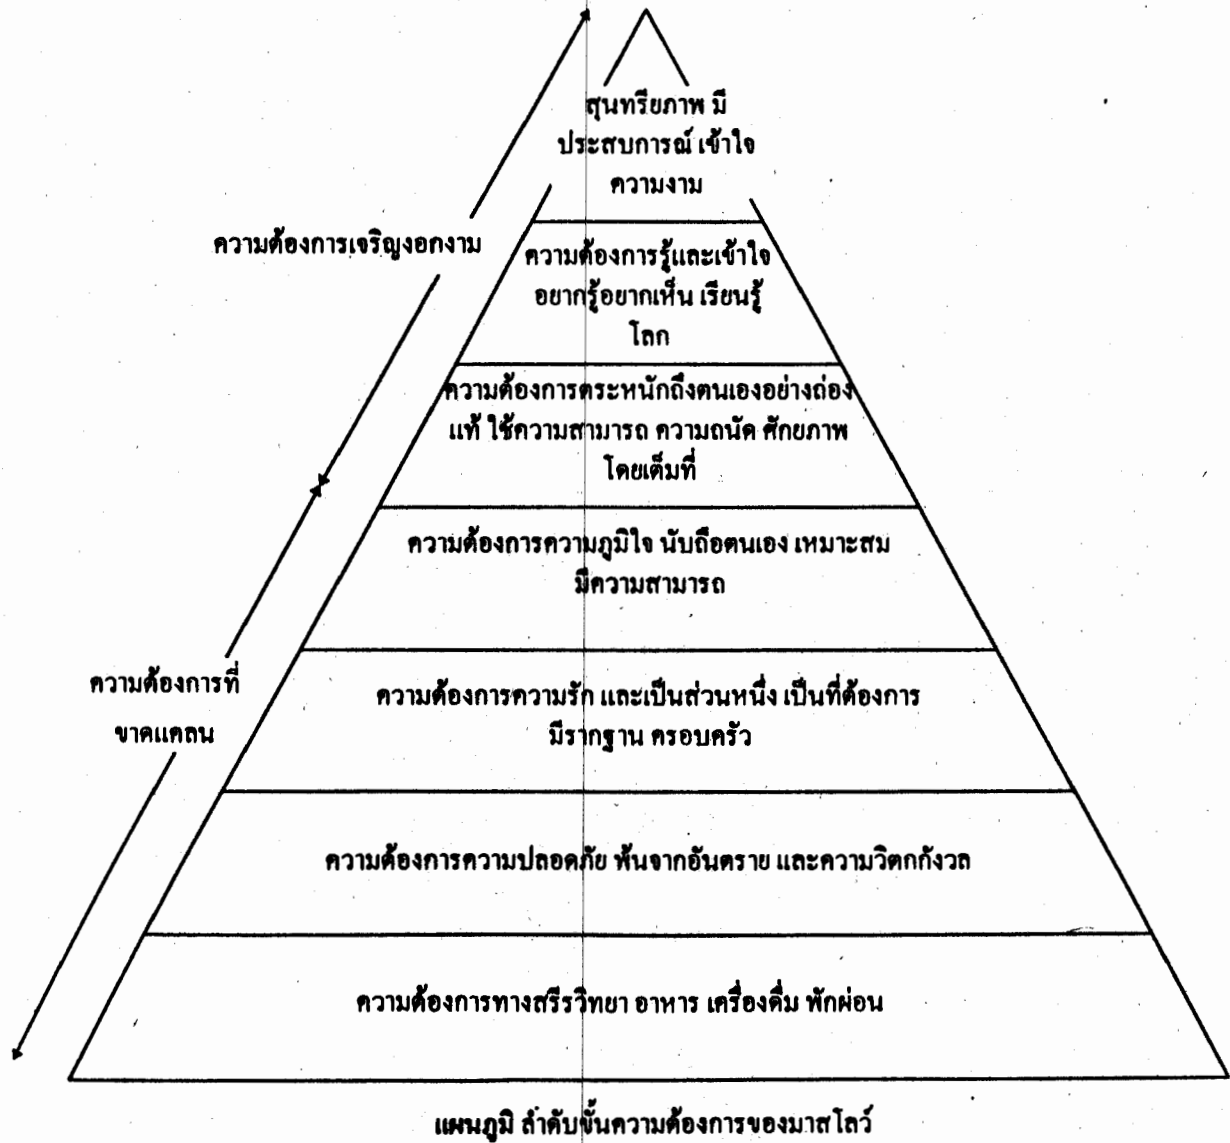 สุนทรียภาพ มี
ประสบการณ์ เข้าใจ
ความงาม
ความต้องการเจริญงอกงาม
ความต้องการรู้และเข้าใจ
อยากรู้อยากเห็น เรียนรู้
โลก
ความต้องการตระหนักถึงตนเองอย่างถ่อง
แท้ ใช้ความสามารถ ความถนัด ศักยภาพ
โดยเต็มที่
ความต้องการความภูมิใจ นับถือตนเอง เหมาะสม
มีความสามารถ
ความต้องการที่
ขาดแคลน
ความต้องการความรัก และเป็นส่วนหนึ่ง เป็นที่ต้องการ
มีรากฐาน ครอบครัว
ความต้องการความปลอดภัย พ้นจากอันตราย และความวิตกกังวล
ความต้องการทางสรีรวิทยา อาหาร เครื่องดื่ม พักผ่อน
แผนภูมิ ลำดับขั้นความต้องการของมาสโลว์